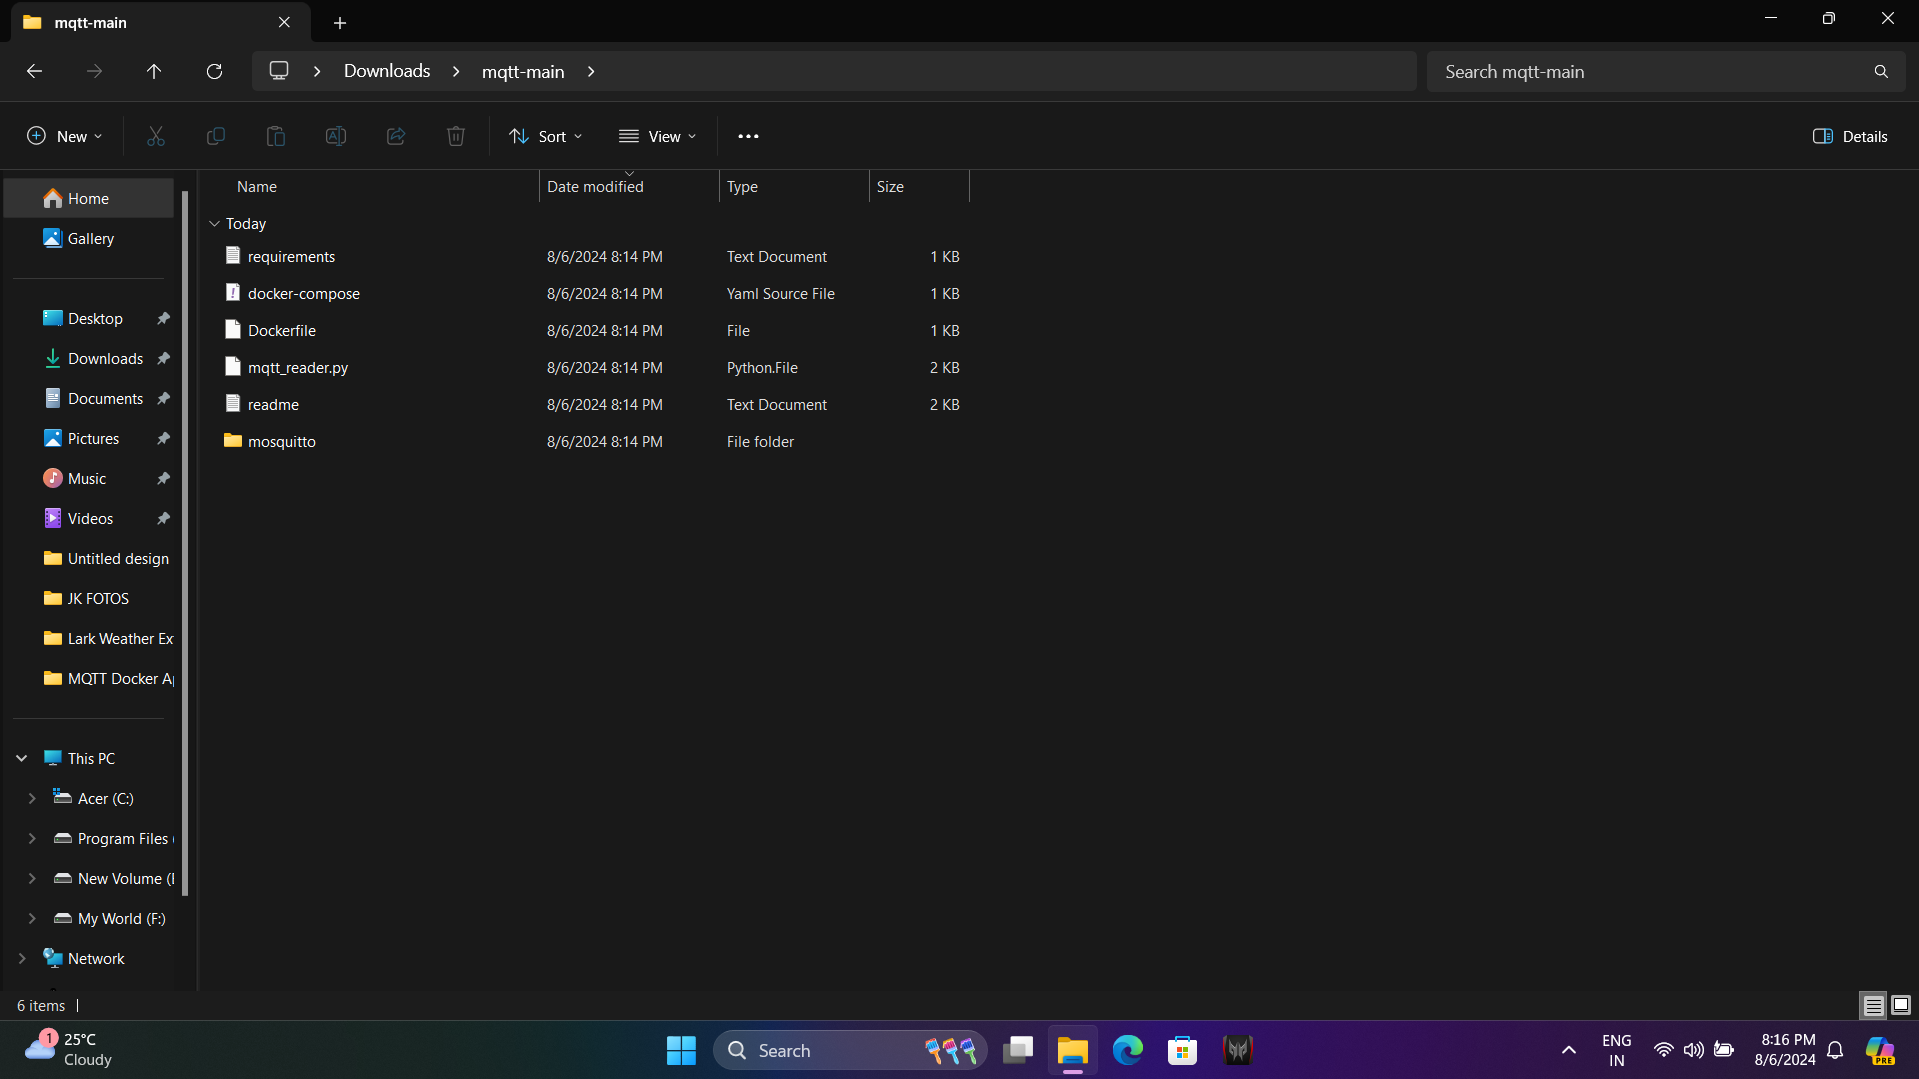 mqtt-main
Downloads mqtt-main
Search mqtt-main
New Sort View Details
Name Date modified Type Size
Today
requirements 8/6/2024 8:14 PM Text Document 1 KB
docker-compose 8/6/2024 8:14 PM Yaml Source File 1 KB
Dockerfile 8/6/2024 8:14 PM File 1 KB
mqtt_reader.py 8/6/2024 8:14 PM Python.File 2 KB
readme 8/6/2024 8:14 PM Text Document 2 KB
mosquitto 8/6/2024 8:14 PM File folder
Home
Gallery
Desktop
Downloads
Documents
Pictures
Music
Videos
Untitled design
JK FOTOS
Lark Weather Ex
MQTT Docker
This PC
Acer (C:)
Program Files
New Volume
My World (F:)
Network
6 items
1
25°C
Cloudy
Search
ENG
IN
8:16 PM
8/6/2024
PRE